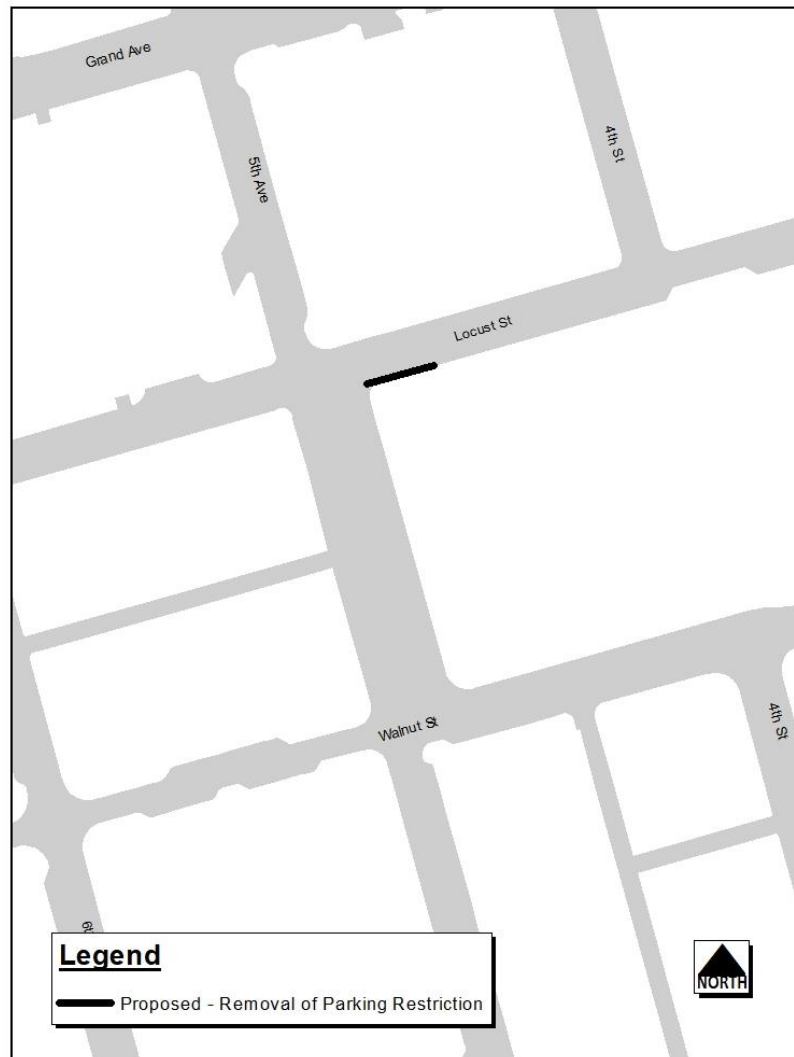 Grand Ave
5th Ave
4th St
Locust St
Walnut St
4th St
Legend
Proposed - Removal of Parking Restriction
NORTH